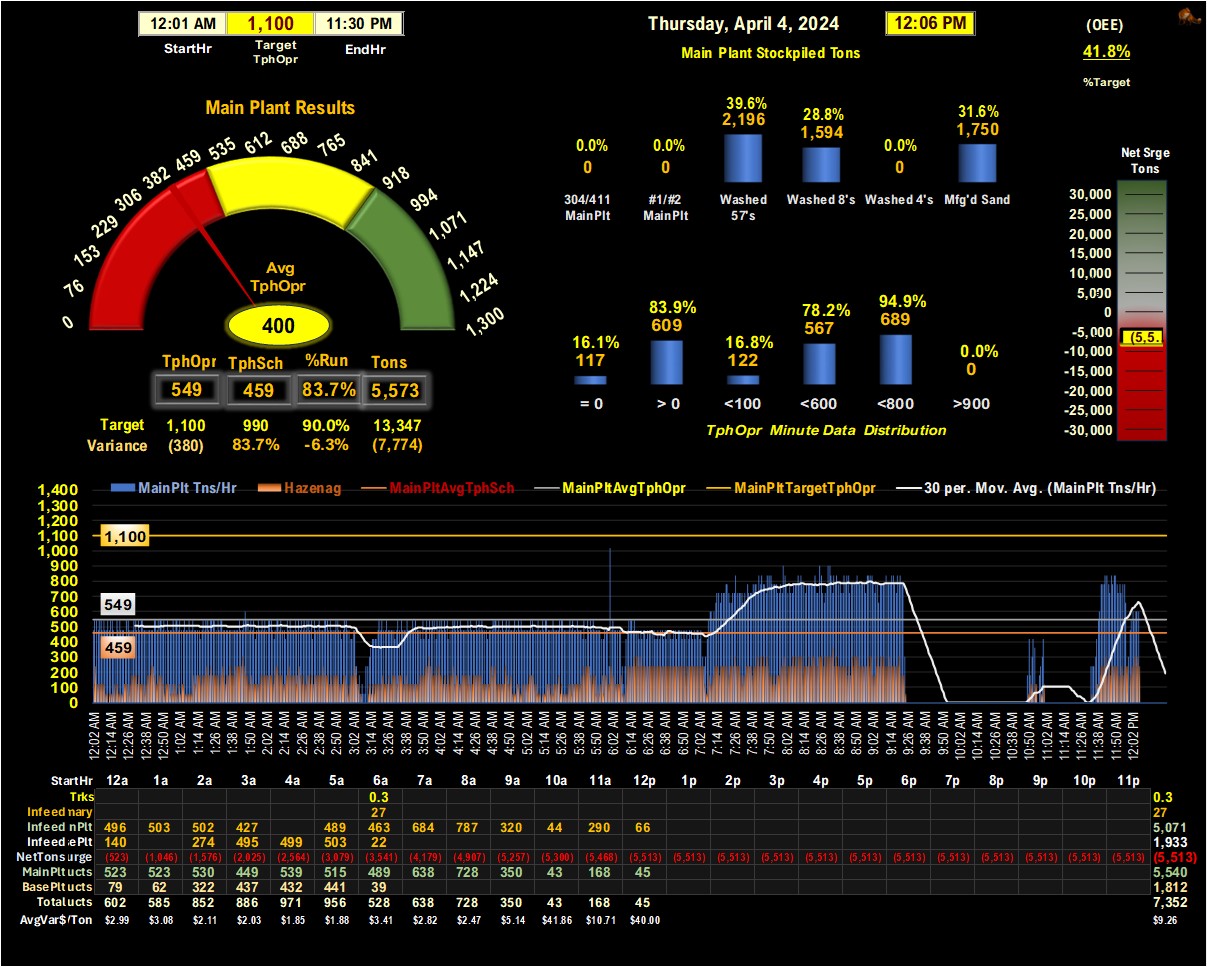 12:01 AM 1,100 11:30 PM
StartHr Target TphOpr EndHr
Thursday, April 4, 2024 12:06 PM
Main Plant Stockpiled Tons
(OEE)
41.8%
%Target
Main Plant Results
0 76 153 229 306 382 459 535 612 688 765 841 918 994 1,071 1,147 1,224 1,300
Avg
TphOpr
400
TphOpr TphSch %Run Tons
549 459 83.7% 5,573
Target 1,100 990 90.0% 13,347
Variance (380) 83.7% -6.3% (7,774)
0.0% 0.0% 39.6% 28.8% 0.0% 31.6%
0 0 2,196 1,594 0 1,750
304/411 MainPlt #1/#2 MainPlt Washed 57's Washed 8's Washed 4's Mfg'd Sand
16.1% 83.9% 16.8% 78.2% 94.9% 0.0%
117 609 122 567 689 0
= 0 > 0 <100 <600 <800 >900
TphOpr Minute Data Distribution
Net Srge
Tons
30,000
25,000
20,000
15,000
10,000
5,000
0
-5,000
(5.5.
-10,000
-15,000
-20,000
-25,000
-30,000
MainPlt Tns/Hr Hazenag MainPltAvgTphSch MainPltAvgTphOpr MainPltTargetTphOpr 30 per. Mov. Avg. (MainPlt Tns/Hr)
1,400
1,300
1,200
1,100
1,000
900
800
700
600
500
400
300
200
100
0
1,100
549
459
12:02 AM 12:14 AM 12:26 AM 12:38 AM 12:50 AM 1:02 AM 1:14 AM 1:26 AM 1:38 AM 1:50 AM 2:02 AM 2:14 AM 2:26 AM 2:38 AM 2:50 AM 3:02 AM 3:14 AM 3:26 AM 3:38 AM 3:50 AM 4:02 AM 4:14 AM 4:26 AM 4:38 AM 4:50 AM 5:02 AM 5:14 AM 5:26 AM 5:38 AM 5:50 AM 6:02 AM 6:14 AM 6:26 AM 6:38 AM 6:50 AM 7:02 AM 7:14 AM 7:26 AM 7:38 AM 7:50 AM 8:02 AM 8:14 AM 8:26 AM 8:38 AM 8:50 AM 9:02 AM 9:14 AM 9:26 AM 9:38 AM 9:50 AM 10:02 AM 10:14 AM 10:26 AM 10:38 AM 10:50 AM 11:02 AM 11:14 AM 11:26 AM 11:38 AM 11:50 AM 12:02 PM
StartHr 12a 1a 2a 3a 4a 5a 6a 7a 8a 9a 10a 11a 12p 1p 2p 3p 4p 5p 6p 7p 8p 9p 10p 11p
Trks 0.3 0.3
Infeed mary 27 27
Infeed nPlt 496 503 502 427 489 463 684 787 320 44 290 66 5,071
Infeed ePlt 140 274 495 499 503 22 1,933
NetTons urge (523) (1,046) (1,576) (2,025) (2,564) (3,079) (3,541) (4,179) (4,907) (5,257) (5,300) (5,468) (5,513) (5,513) (5,513) (5,513) (5,513) (5,513) (5,513) (5,513) (5,513) (5,513) (5,513) (5,513) (5,513)
MainPlt ucts 523 523 530 449 539 515 489 638 728 350 43 168 45 5,540
BasePlt ucts 79 62 322 437 432 441 39 1,812
Total ucts 602 585 852 886 971 956 528 638 728 350 43 168 45 7,352
AvgVar$/Ton $2.99 $3.08 $2.11 $2.03 $1.85 $1.88 $3.41 $2.82 $2.47 $5.14 $41.86 $10.71 $40.00 $9.26